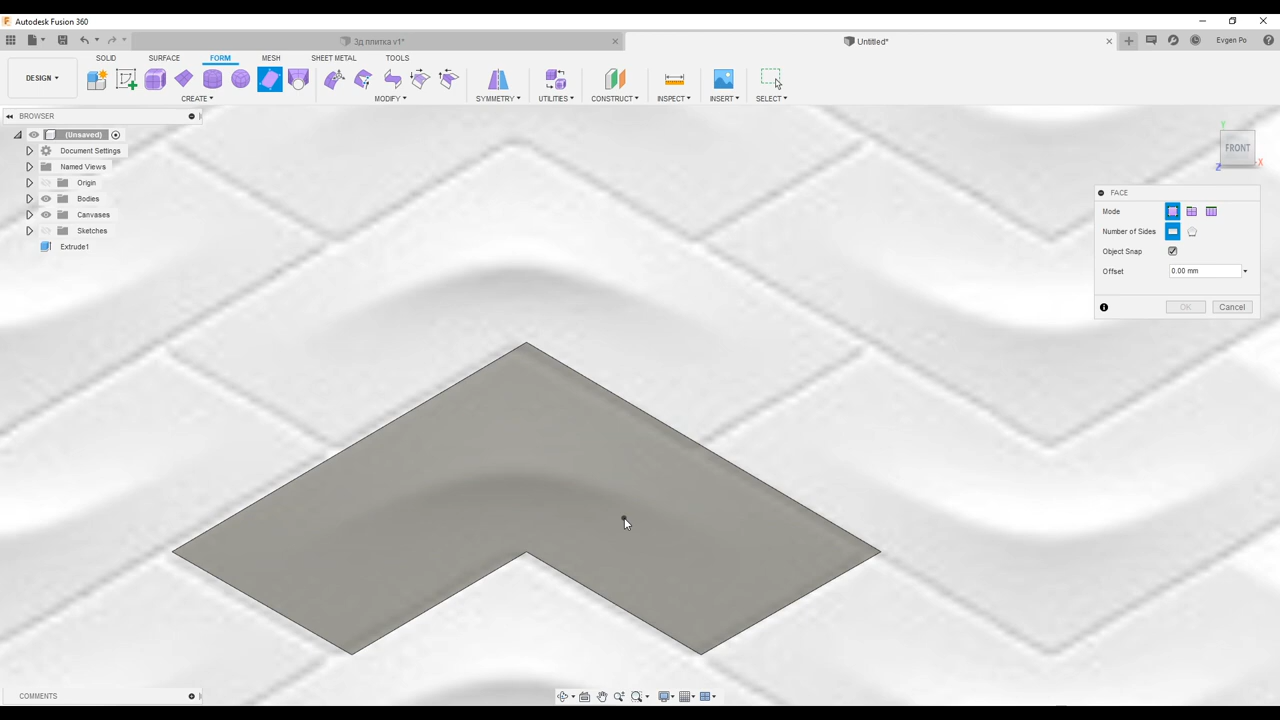 Autodesk Fusion 360
3д плитка v1*
Untitled*
Evgen Po
SOLID SURFACE FORM MESH SHEET METAL TOOLS
DESIGN
CREATE MODIFY SYMMETRY UTILITIES CONSTRUCT INSPECT INSERT SELECT
BROWSER
(Unsaved)
Document Settings
Named Views
Origin
Bodies
Canvases
Sketches
Extrude1
Y
FRONT
X
Z
FACE
Mode
Number of Sides
Object Snap
Offset 0.00 mm
OK Cancel
COMMENTS